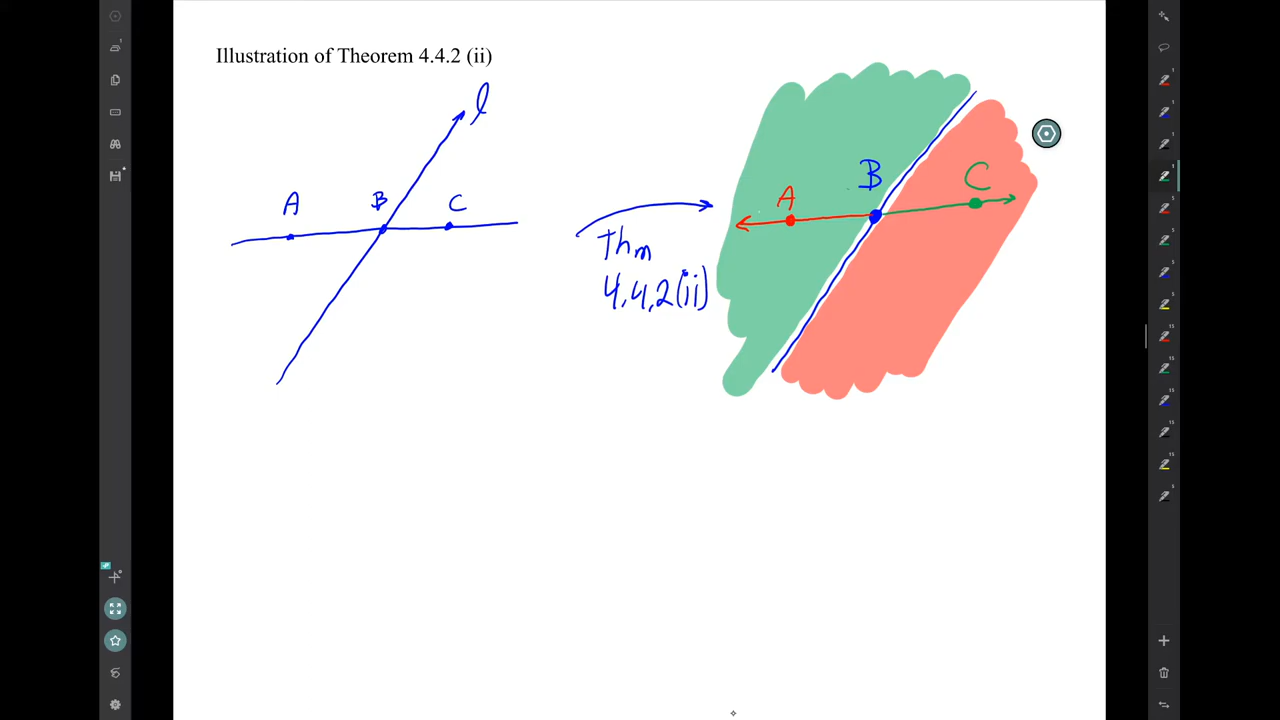 Illustration of Theorem 4.4.2 (ii)
l
A B C
Thm
4.4.2(ii)
A B C